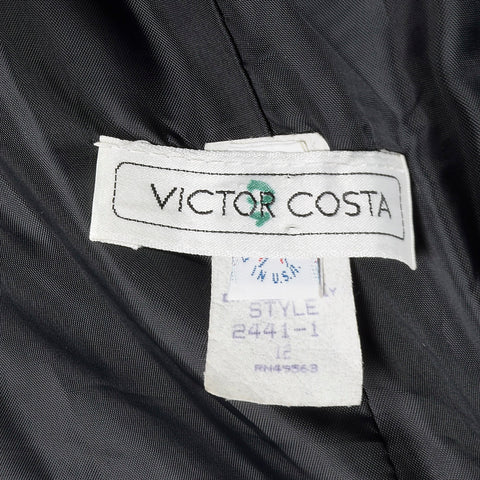 VICTOR COSTA
IN U.S.A.
STYLE
2441-1
12
RN49563